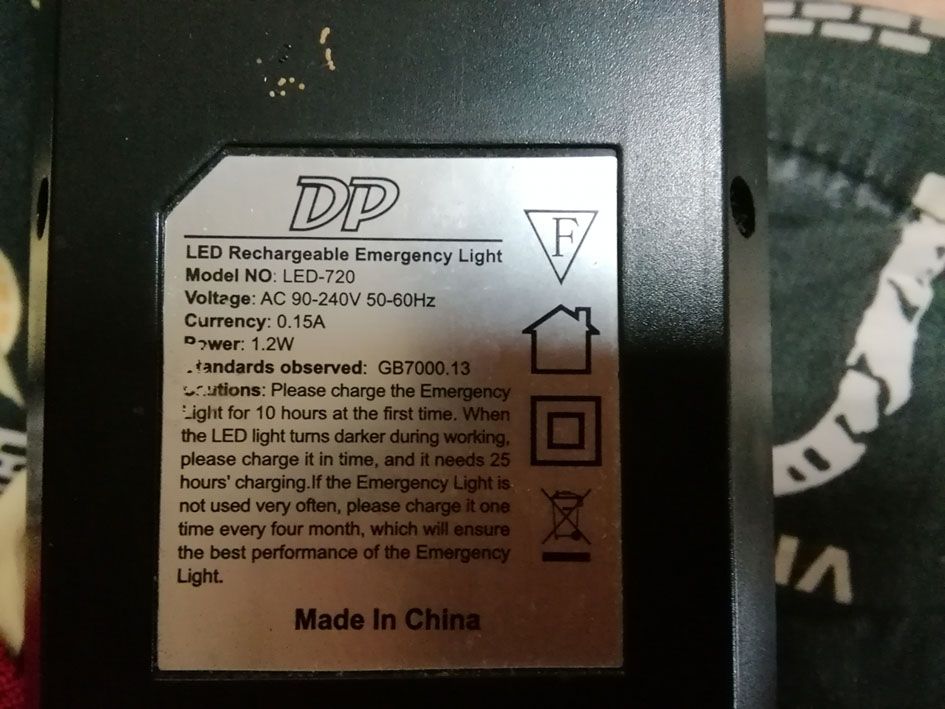 DP
LED Rechargeable Emergency Light
F
Model NO: LED-720
Voltage: AC 90-240V 50-60Hz
Currency: 0.15A
Power: 1.2W
tandards observed: GB7000.13
utions: Please charge the Emergency
Light for 10 hours at the first time. When
the LED light turns darker during working,
please charge it in time, and it needs 25
hours' charging.If the Emergency Light is
not used very often, please charge it one
time every four month, which will ensure
the best performance of the Emergency
Light.
Made In China
VII